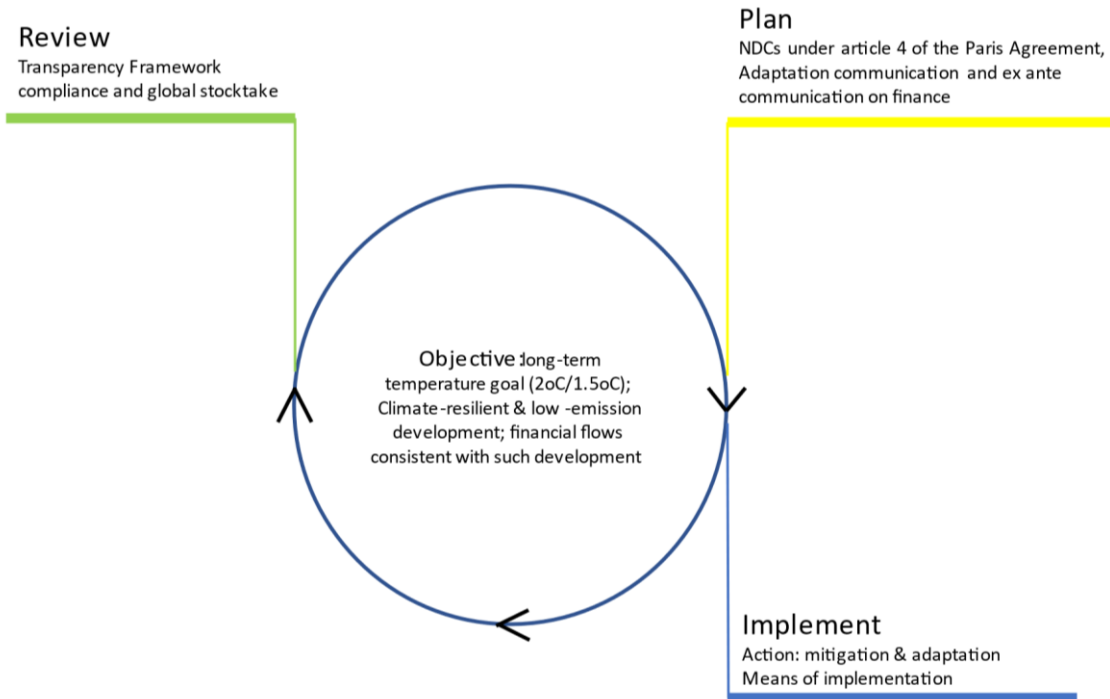 Review
Transparency Framework
compliance and global stocktake
Plan
NDCs under article 4 of the Paris Agreement,
Adaptation communication and ex ante
communication on finance
Objective: long-term
temperature goal (2oC/1.5oC);
Climate-resilient & low -emission
development; financial flows
consistent with such development
Implement
Action: mitigation & adaptation
Means of implementation